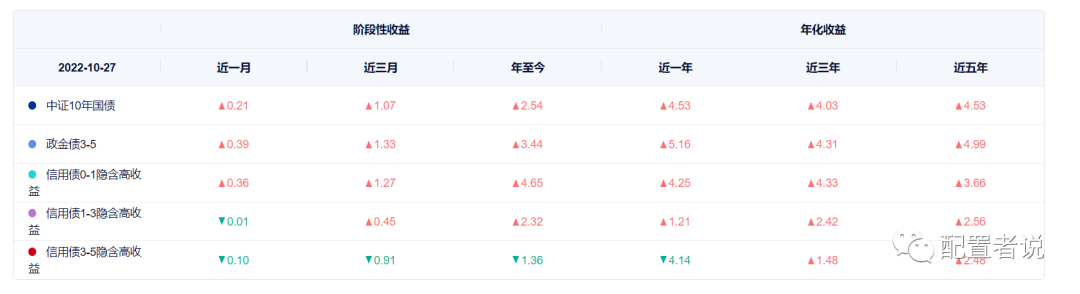 阶段性收益 年化收益
2022-10-27 近一月 近三月 年至今 近一年 近三年 近五年
中证10年国债 ▲0.21 ▲1.07 ▲2.54 ▲4.53 ▲4.03 ▲4.53
政金债3-5 ▲0.39 ▲1.33 ▲3.44 ▲5.16 ▲4.31 ▲4.99
信用债0-1隐含高收
益 ▲0.36 ▲1.27 ▲4.65 ▲4.25 ▲4.33 ▲3.66
信用债1-3隐含高收
益 ▼0.01 ▲0.45 ▲2.32 ▲1.21 ▲2.42 ▲2.56
信用债3-5隐含高收
益 ▼0.10 ▼0.91 ▼1.36 ▼4.14 ▲1.48 ▲2.48
配置者说